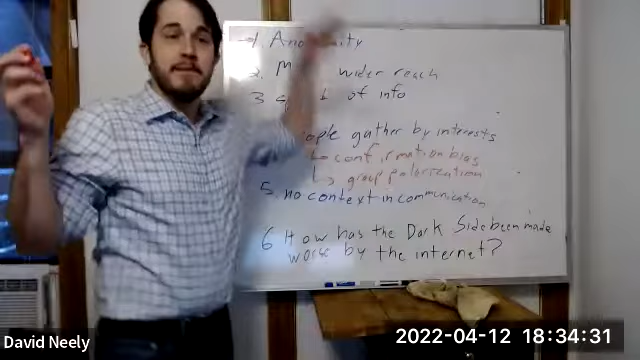 1. An ity
2. M wider reach
3 of info
ople gather by interests
↳ confirmation bias
↳ group polarization
5. no context in communication
6 How has the Dark Side been made
worse by the internet?
David Neely
2022-04-12 18:34:31